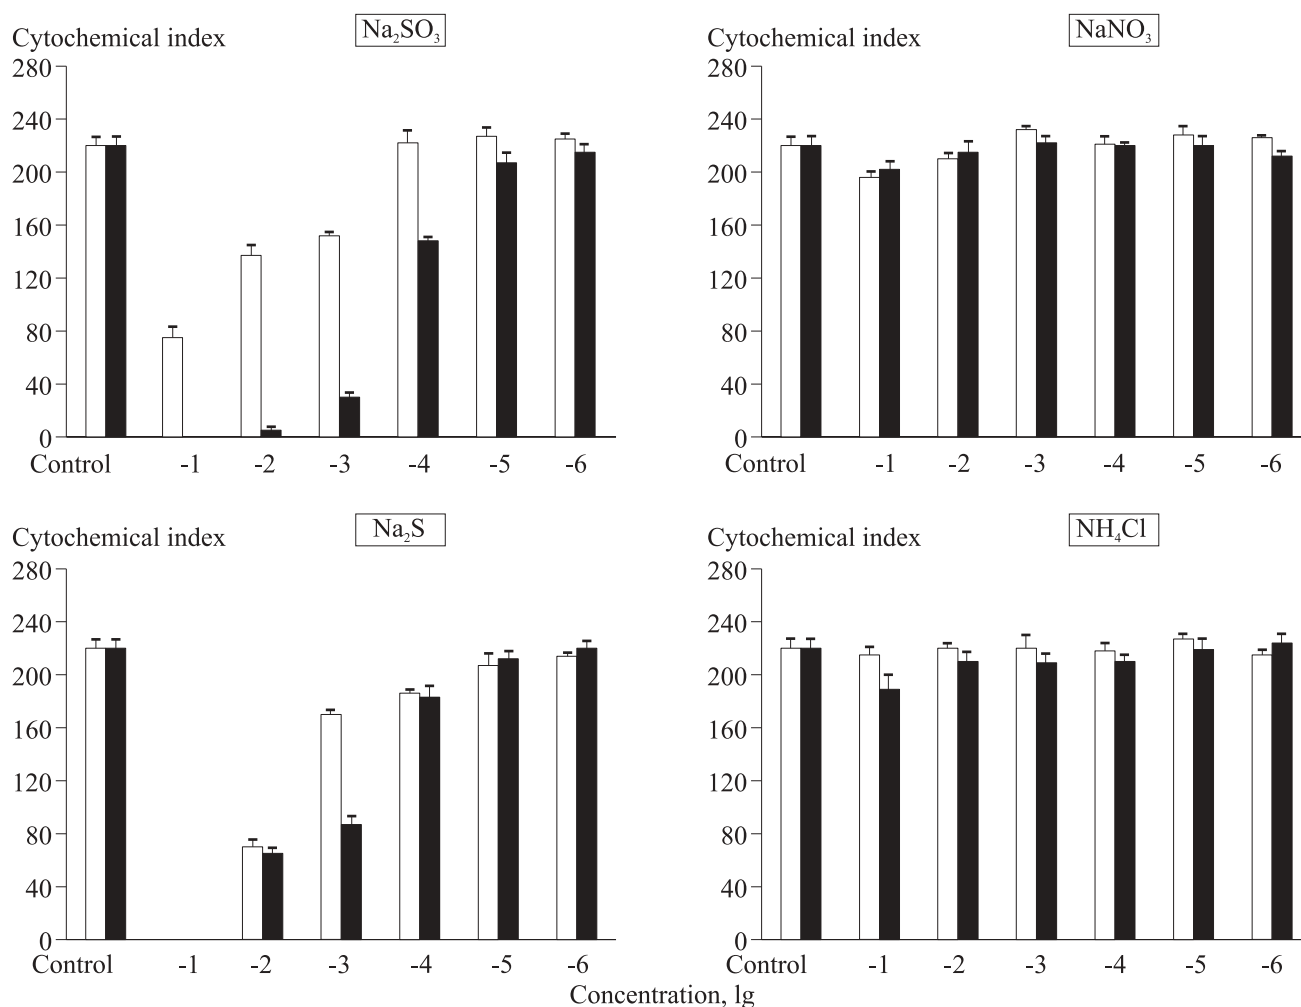 Cytochemical index
Na₂SO₃
280
240
200
160
120
80
40
0
Control -1 -2 -3 -4 -5 -6
Cytochemical index
NaNO₃
280
240
200
160
120
80
40
0
Control -1 -2 -3 -4 -5 -6
Cytochemical index
Na₂S
280
240
200
160
120
80
40
0
Control -1 -2 -3 -4 -5 -6
Cytochemical index
NH₄Cl
280
240
200
160
120
80
40
0
Control -1 -2 -3 -4 -5 -6
Concentration, lg